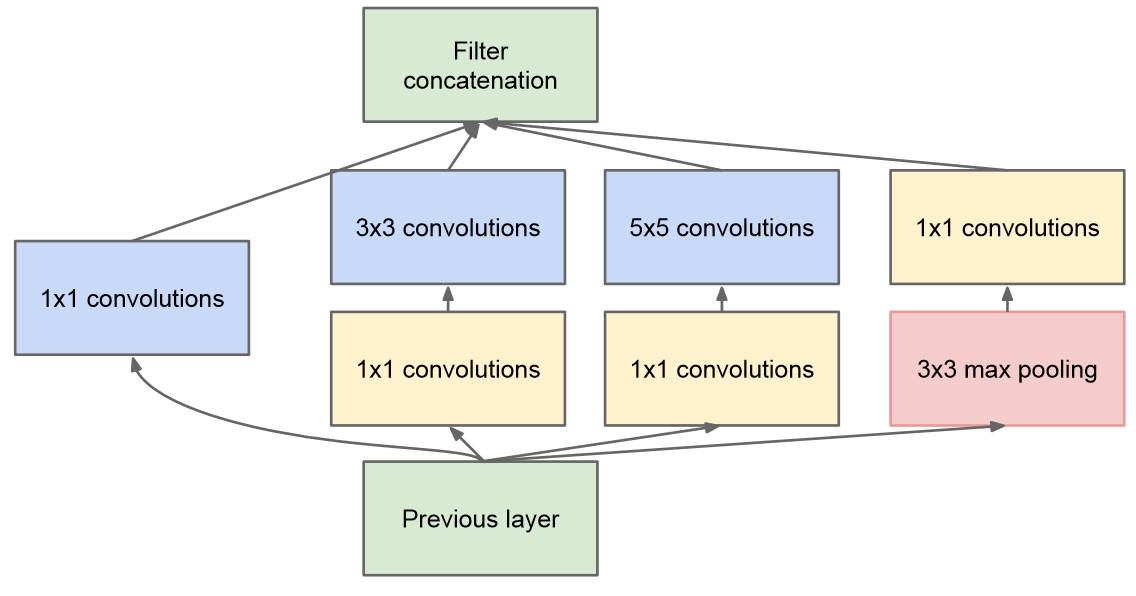 Filter
concatenation
3x3 convolutions
5x5 convolutions
1x1 convolutions
1x1 convolutions
1x1 convolutions
1x1 convolutions
3x3 max pooling
Previous layer